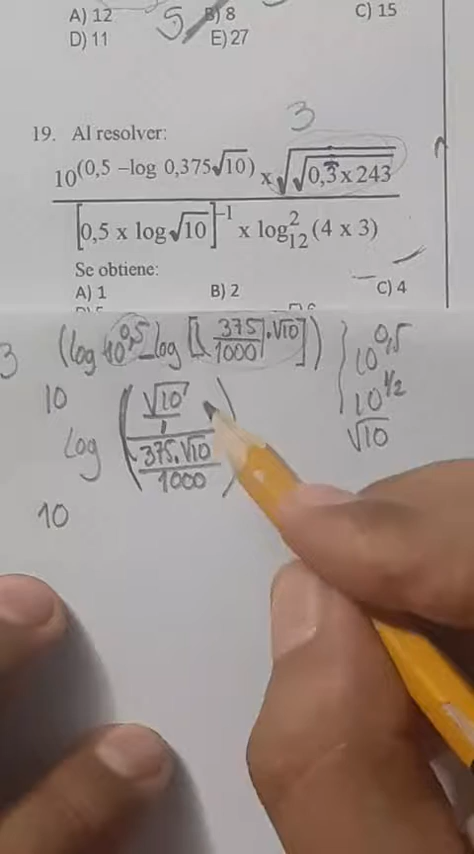 A) 12 5 B) 8 C) 15
D) 11 E) 27
3
19. Al resolver:
10^(0,5 – log 0,375√10) x √√0,3̂ x 243
[0,5 x log√10]^-1 x log²₁₂ (4 x 3)
Se obtiene:
A) 1 B) 2 C) 4
3 (log 10^0,5 – log [375/1000 · √10]) 10^0,5
10 10^1/2
log (√10/1 / 375·√10/1000) √10
10